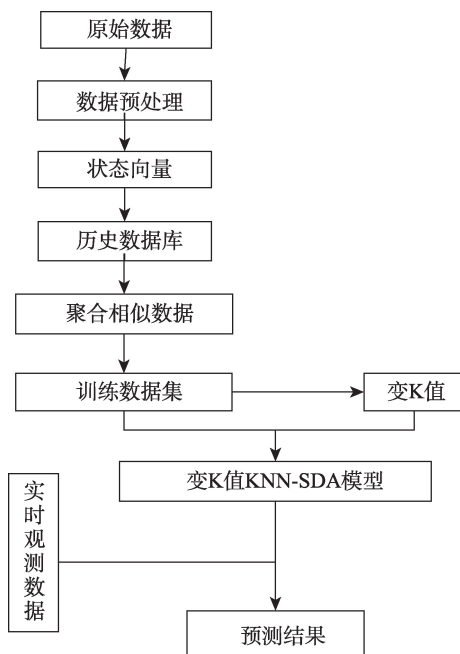 原始数据
数据预处理
状态向量
历史数据库
聚合相似数据
训练数据集
变K值
变K值KNN-SDA模型
实时观测数据
预测结果